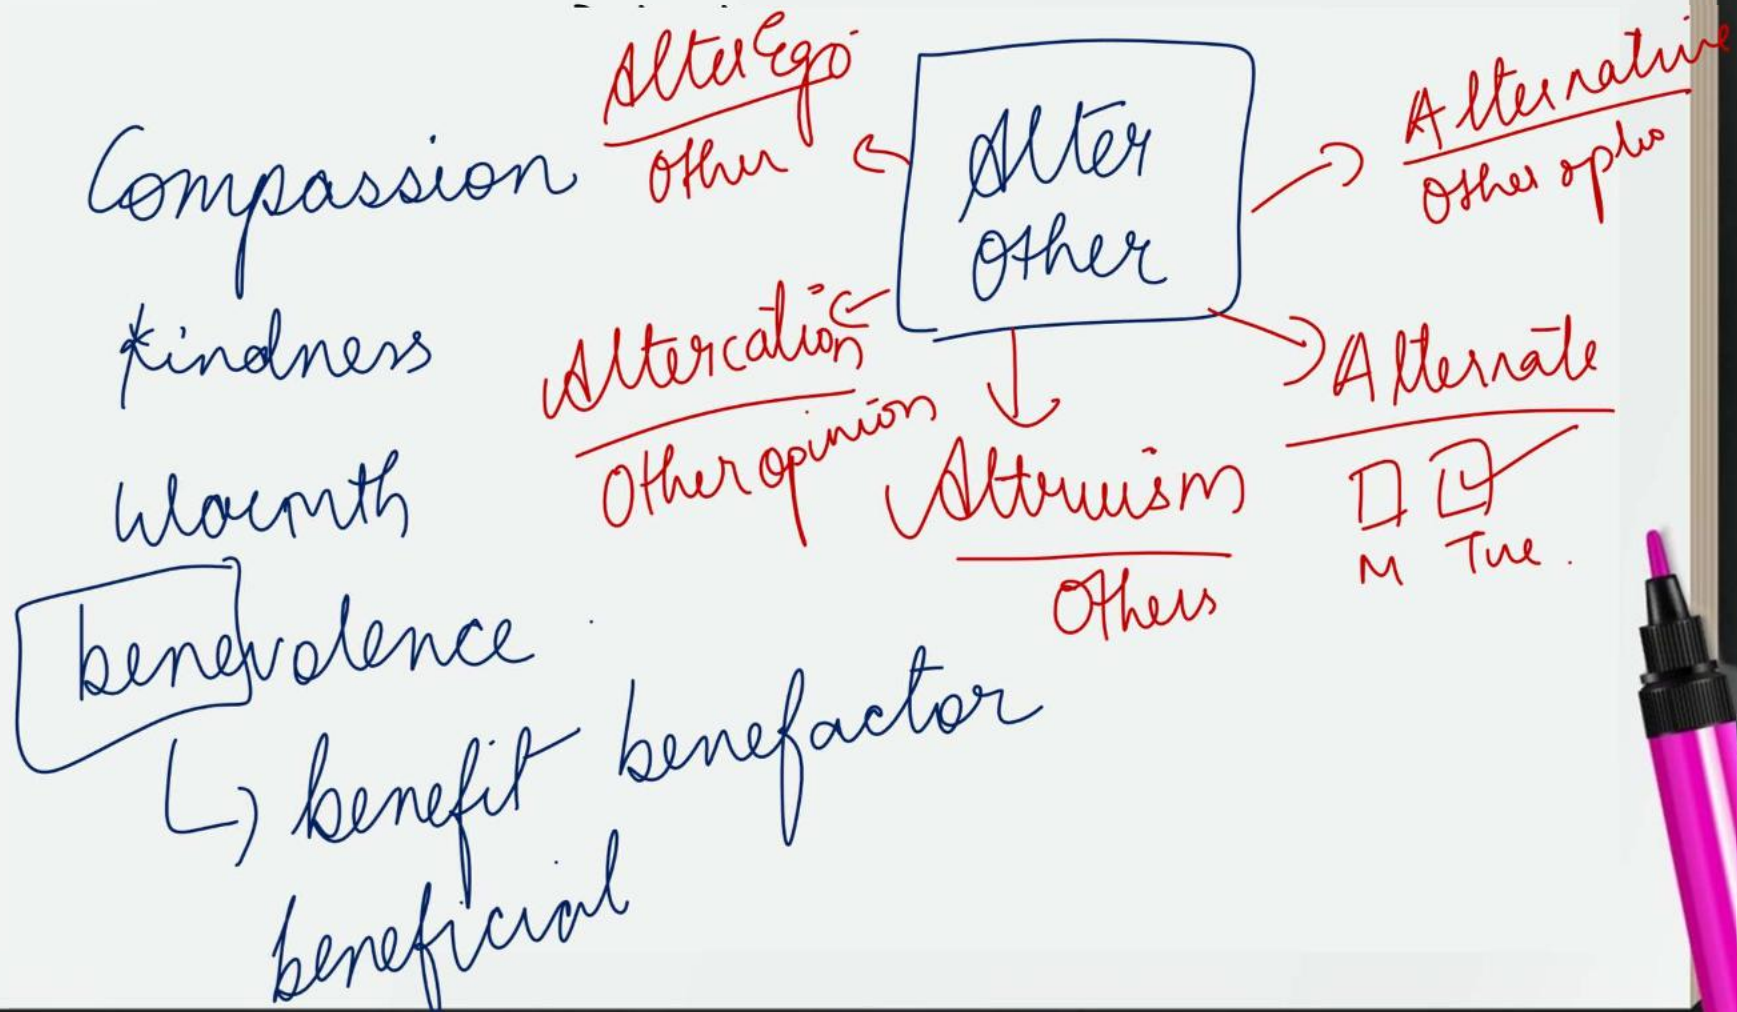 Alter Ego
Other
Alter
Other
Alternative
Other optio
Compassion
Kindness
Warmth
benevolence
benefit benefactor
beneficial
Altercation
Other opinion
Altruism
Others
Alternate
M Tue.